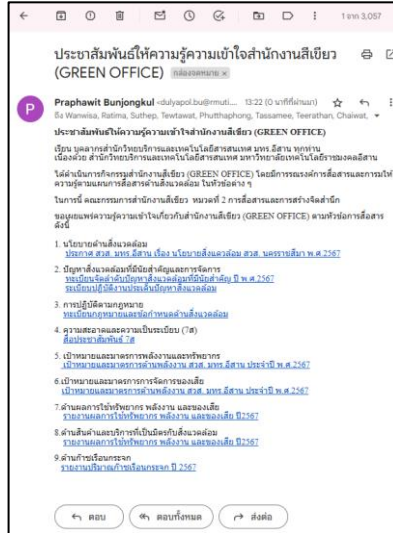 1 จาก 3,057
ประชาสัมพันธ์ให้ความรู้ความเข้าใจสำนักงานสีเขียว
(GREEN OFFICE) กล่องจดหมาย x
P
Praphawit Bunjongkul <dulyapol.bu@rmuti.... 13:22 (0 นาทีที่ผ่านมา)
ถึง Wanwisa, Ratima, Suthep, Tewtawat, Phutthaphong, Tassamee, Teerathan, Chaiwat,
ประชาสัมพันธ์ให้ความรู้ความเข้าใจสำนักงานสีเขียว (GREEN OFFICE)
เรียน บุคลากรสำนักวิทยบริการและเทคโนโลยีสารสนเทศ มทร.อีสาน ทุกท่าน
เนื่องด้วย สำนักวิทยบริการและเทคโนโลยีสารสนเทศ มหาวิทยาลัยเทคโนโลยีราชมงคลอีสาน
ได้ดำเนินการกิจกรรมสำนักงานสีเขียว (GREEN OFFICE) โดยมีการรณรงค์การสื่อสารและการให้
ความรู้ตามแผนการสื่อสารด้านสิ่งแวดล้อม ในหัวข้อต่าง ๆ
ในการนี้ คณะกรรมการสำนักงานสีเขียว หมวดที่ 2 การสื่อสารและการสร้างจิตสำนึก
ขอเผยแพร่ความรู้ความเข้าใจเกี่ยวกับสำนักงานสีเขียว (GREEN OFFICE) ตามหัวข้อการสื่อสาร
ดังนี้
1. นโยบายด้านสิ่งแวดล้อม
ประกาศ สวส. มทร.อีสาน เรื่อง นโยบายสิ่งแวดล้อม สวส. นครราชสีมา พ.ศ.2567
2. ปัญหาสิ่งแวดล้อมที่มีนัยสำคัญและการจัดการ
ทะเบียนจัดลำดับปัญหาสิ่งแวดล้อมที่มีนัยสำคัญ ปี พ.ศ.2567
ระเบียบปฏิบัติงานประเด็นปัญหาสิ่งแวดล้อม
3. การปฏิบัติตามกฎหมาย
ทะเบียนกฎหมายและข้อกำหนดด้านสิ่งแวดล้อม
4. ความสะอาดและความเป็นระเบียบ (7ส)
สื่อประชาสัมพันธ์ 7ส
5. เป้าหมายและมาตรการพลังงานและทรัพยากร
เป้าหมายและมาตรการด้านพลังงาน สวส. มทร.อีสาน ประจำปี พ.ศ.2567
6.เป้าหมายและมาตรการการจัดการของเสีย
เป้าหมายและมาตรการด้านพลังงาน สวส. มทร.อีสาน ประจำปี พ.ศ.2567
7.ด้านผลการใช้ทรัพยากร พลังงาน และของเสีย
รายงานผลการใช้ทรัพยากร พลังงาน และของเสีย ปี2567
8.ด้านสินค้าและบริการที่เป็นมิตรกับสิ่งแวดล้อม
รายงานผลการใช้ทรัพยากร พลังงาน และของเสีย ปี2567
9.ด้านก๊าซเรือนกระจก
รายงานปริมาณก๊าซเรือนกระจก ปี 2567
ตอบ ตอบทั้งหมด ส่งต่อ